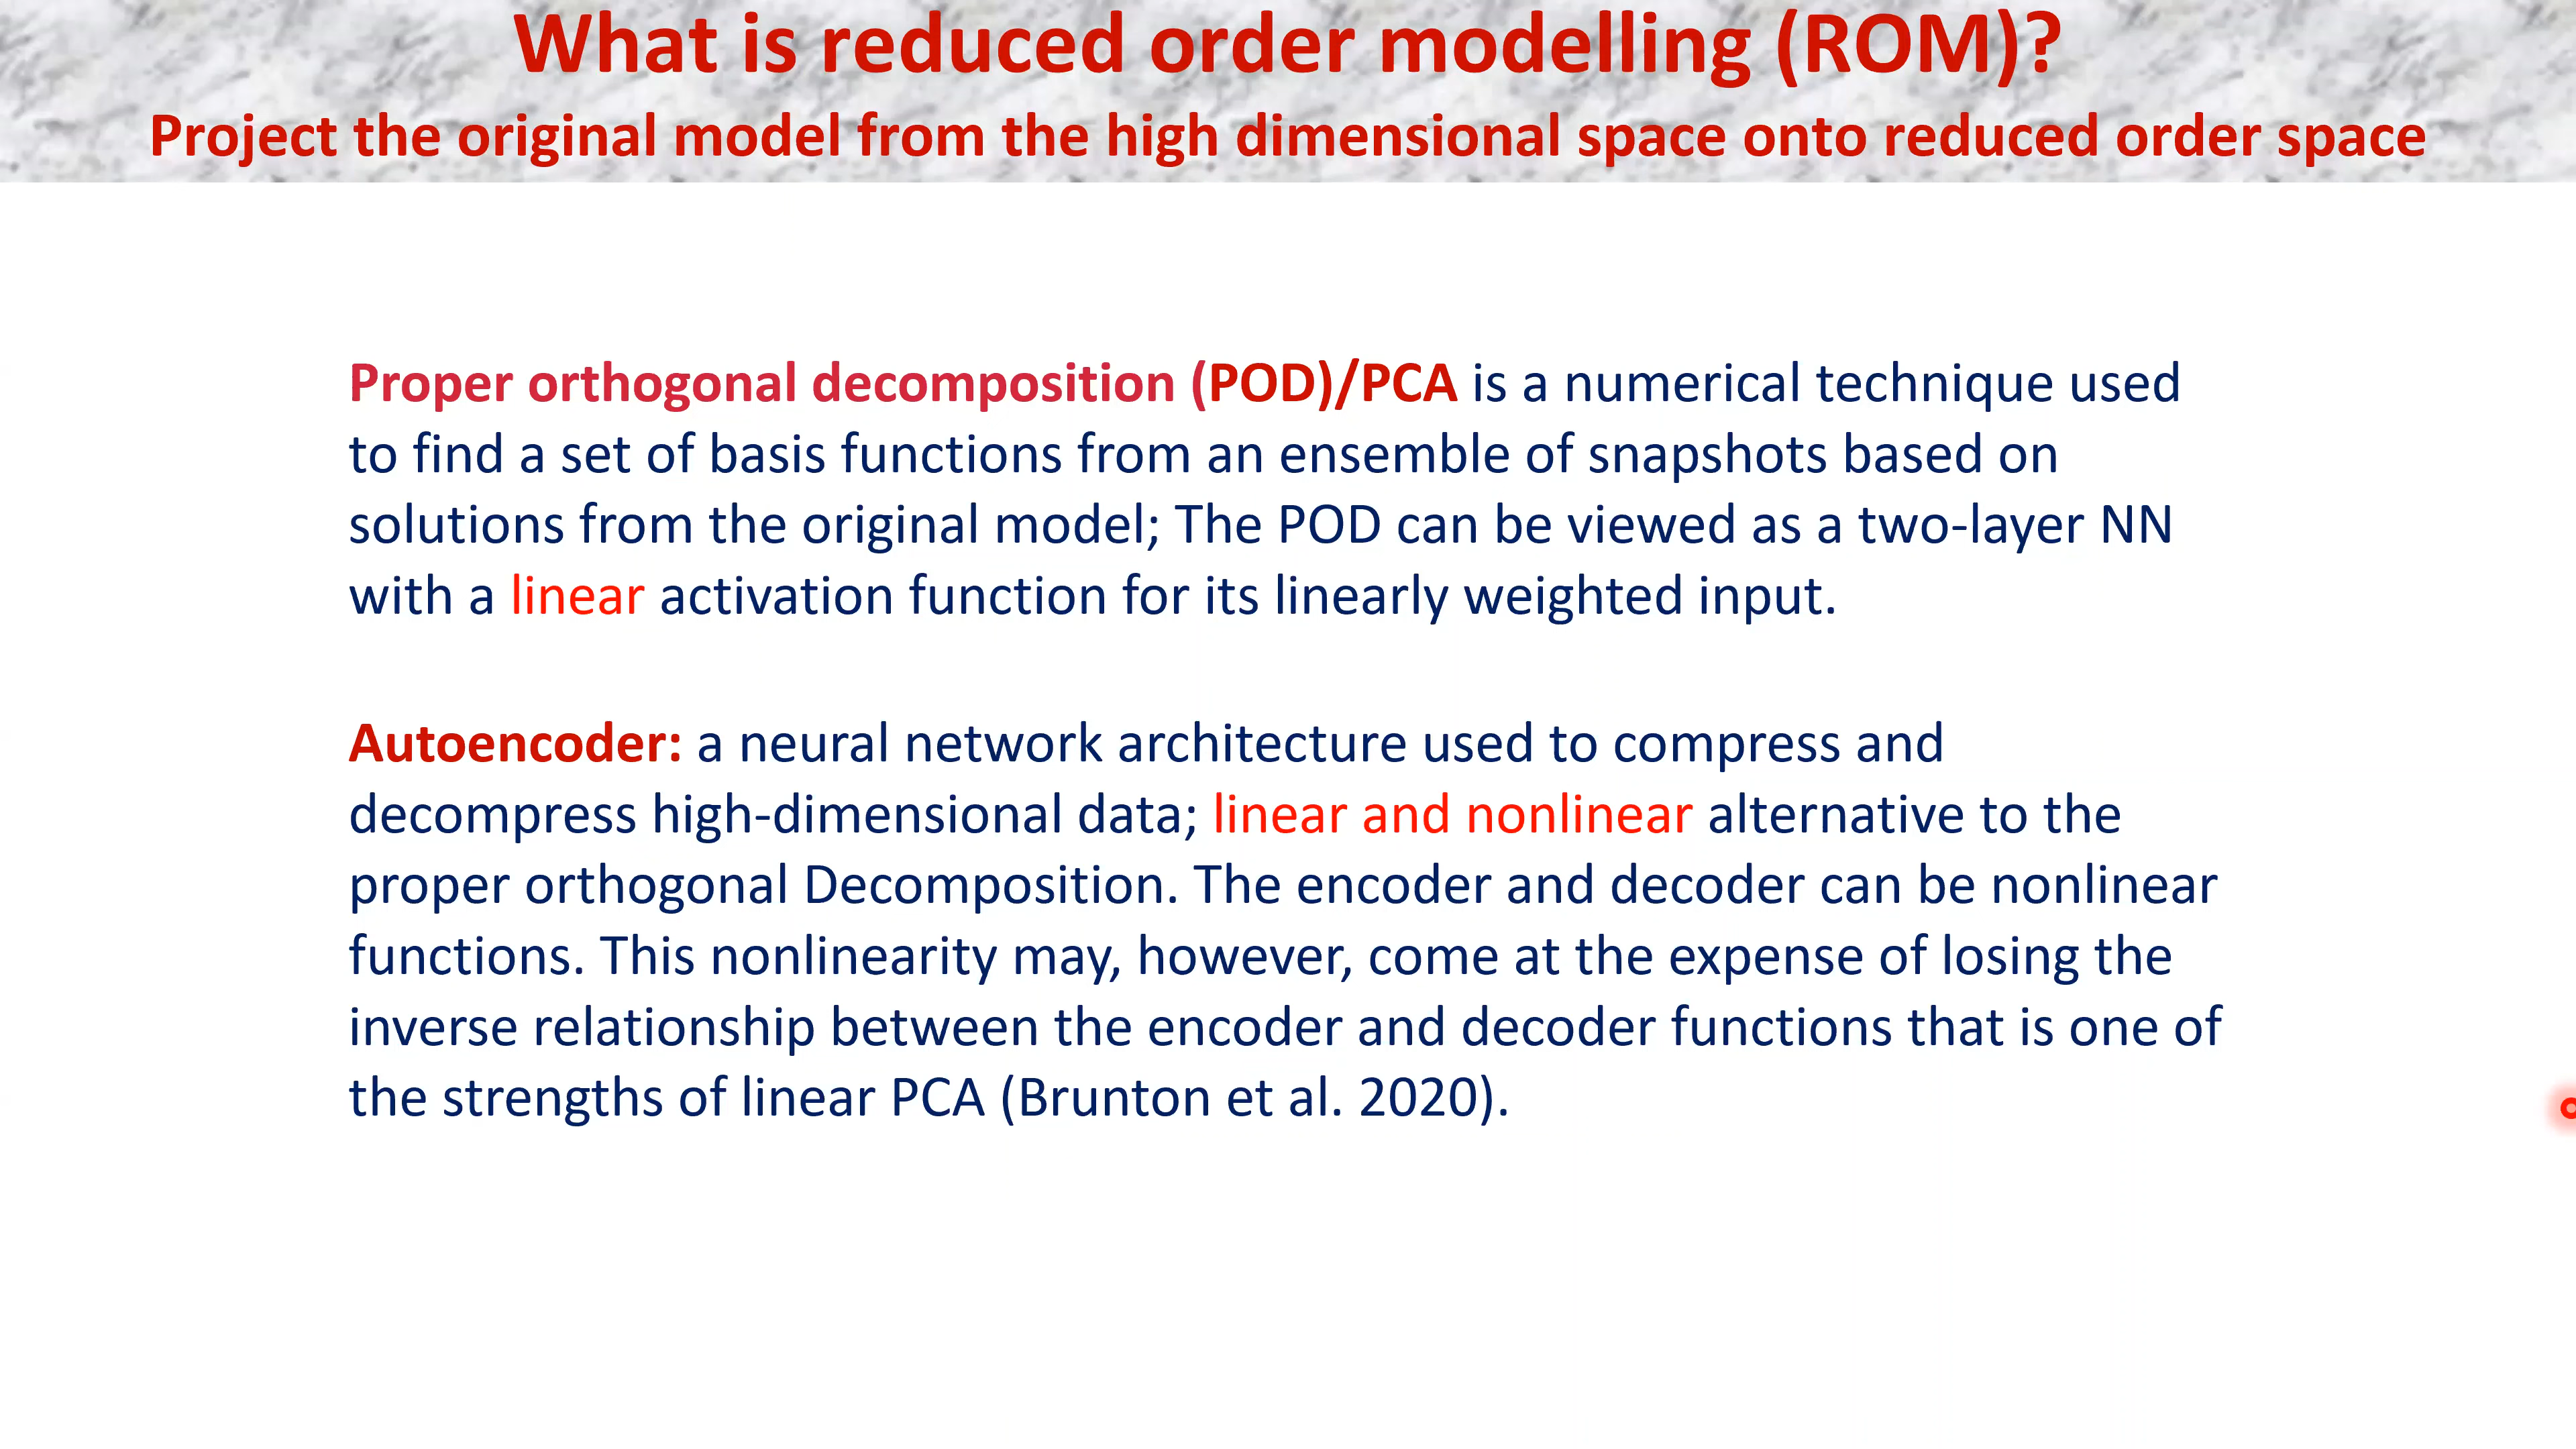 What is reduced order modelling (ROM)?
Project the original model from the high dimensional space onto reduced order space
Proper orthogonal decomposition (POD)/PCA is a numerical technique used
to find a set of basis functions from an ensemble of snapshots based on
solutions from the original model; The POD can be viewed as a two-layer NN
with a linear activation function for its linearly weighted input.
Autoencoder: a neural network architecture used to compress and
decompress high-dimensional data; linear and nonlinear alternative to the
proper orthogonal Decomposition. The encoder and decoder can be nonlinear
functions. This nonlinearity may, however, come at the expense of losing the
inverse relationship between the encoder and decoder functions that is one of
the strengths of linear PCA (Brunton et al. 2020).